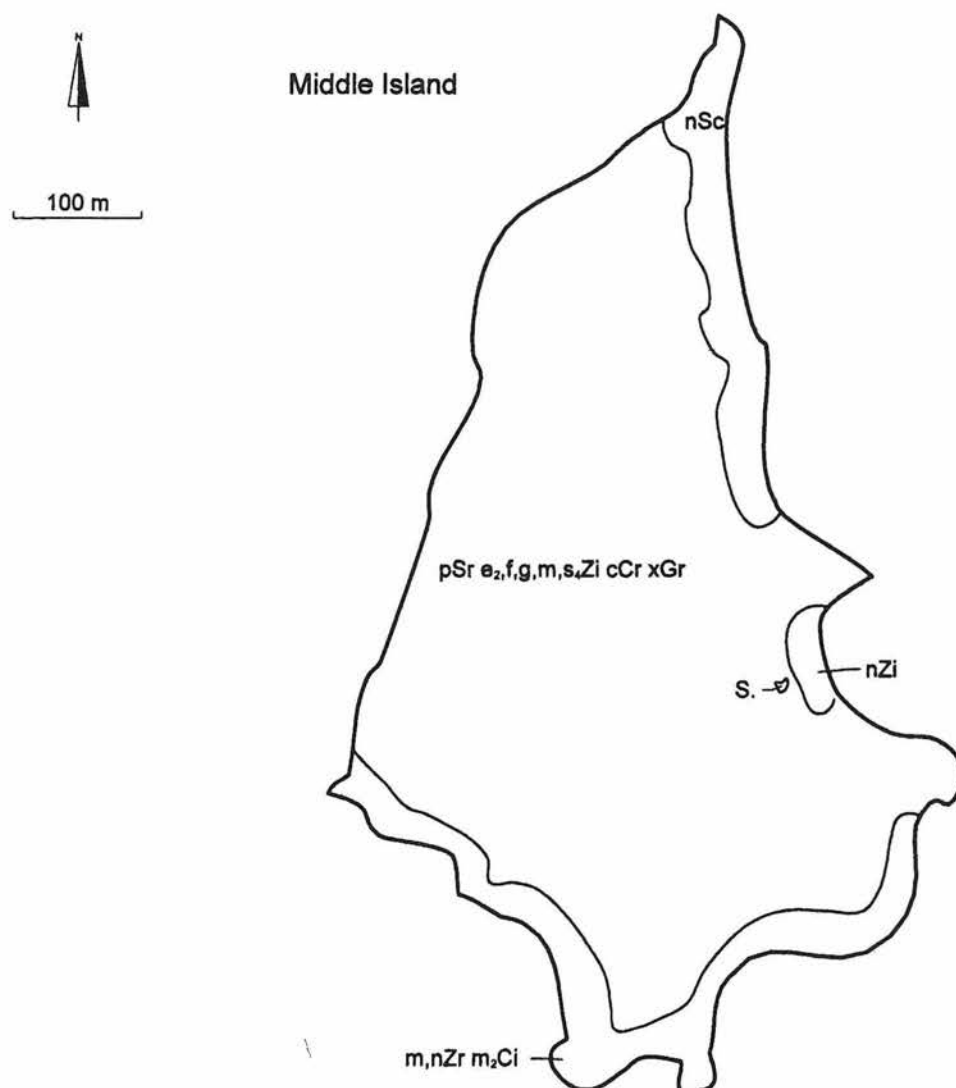 N
Middle Island
nSc
100 m
pSr e₂,f,g,m,s₄Zi cCr xGr
nZi
S.
m,nZr m₂Ci